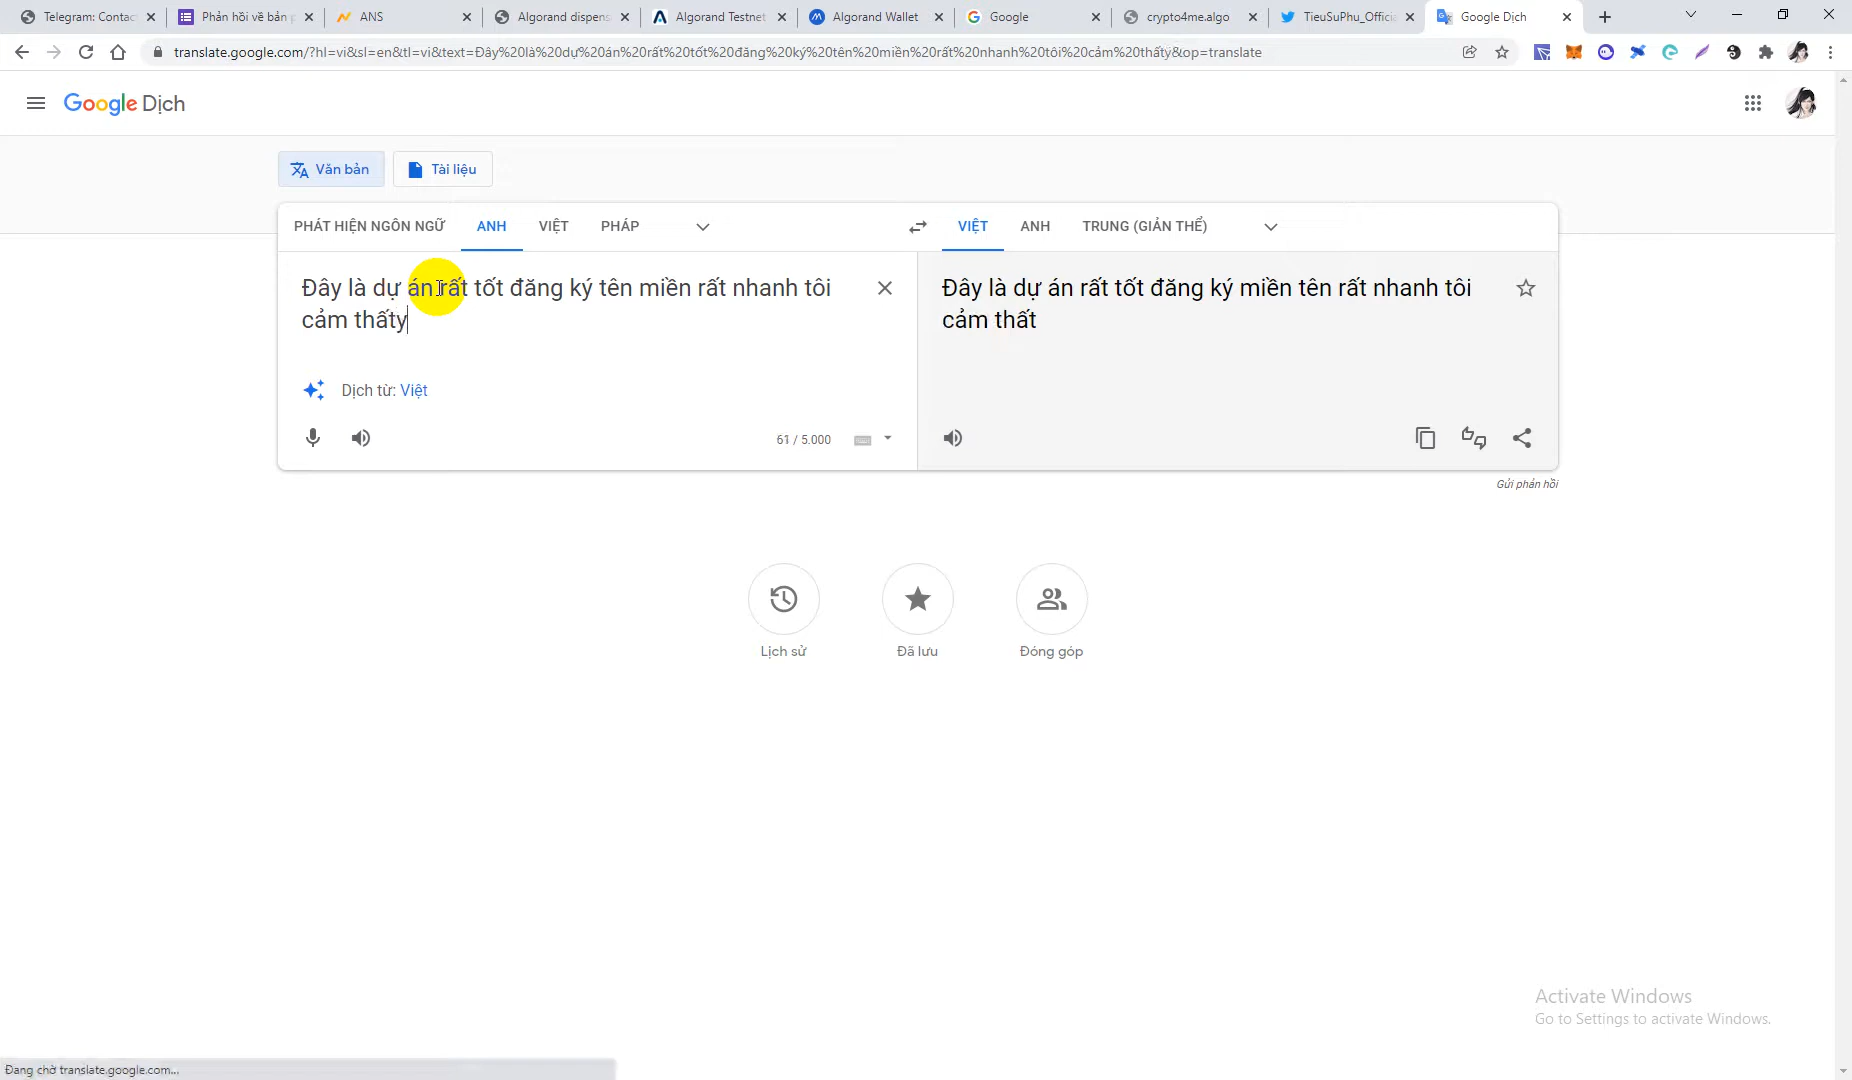 Telegram: Contac
Phản hồi về bản p
ANS
Algorand dispens
Algorand Testnet
Algorand Wallet
Google
crypto4me.algo
TieuSuPhu_Officia
Google Dịch
translate.google.com/?hl=vi&sl=en&tl=vi&text=Đây%20là%20dự%20án%20rất%20tốt%20đăng%20ký%20tên%20miền%20rất%20nhanh%20tôi%20cảm%20thấty&op=translate
Google Dịch
Văn bản
Tài liệu
PHÁT HIỆN NGÔN NGỮ
ANH
VIỆT
PHÁP
VIỆT
ANH
TRUNG (GIẢN THỂ)
Đây là dự án rất tốt đăng ký tên miền rất nhanh tôi
cảm thấty
Đây là dự án rất tốt đăng ký miền tên rất nhanh tôi
cảm thất
Dịch từ: Việt
61 / 5.000
Gửi phản hồi
Lịch sử
Đã lưu
Đóng góp
Activate Windows
Go to Settings to activate Windows.
Đang chờ translate.google.com...